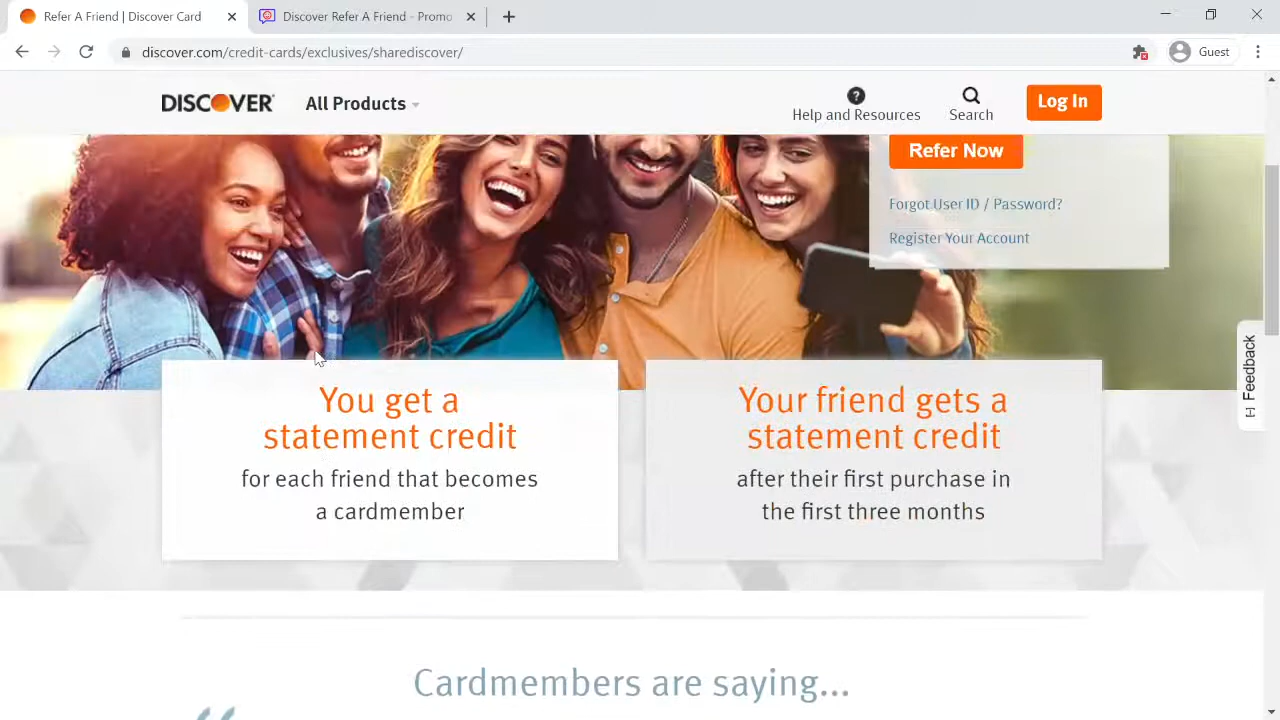 Refer A Friend | Discover Card
Discover Refer A Friend - Promo
discover.com/credit-cards/exclusives/sharediscover/
Guest
DISCOVER
All Products
Help and Resources
Search
Log In
Refer Now
Forgot User ID / Password?
Register Your Account
You get a
statement credit
for each friend that becomes
a cardmember
Your friend gets a
statement credit
after their first purchase in
the first three months
[+] Feedback
Cardmembers are saying...